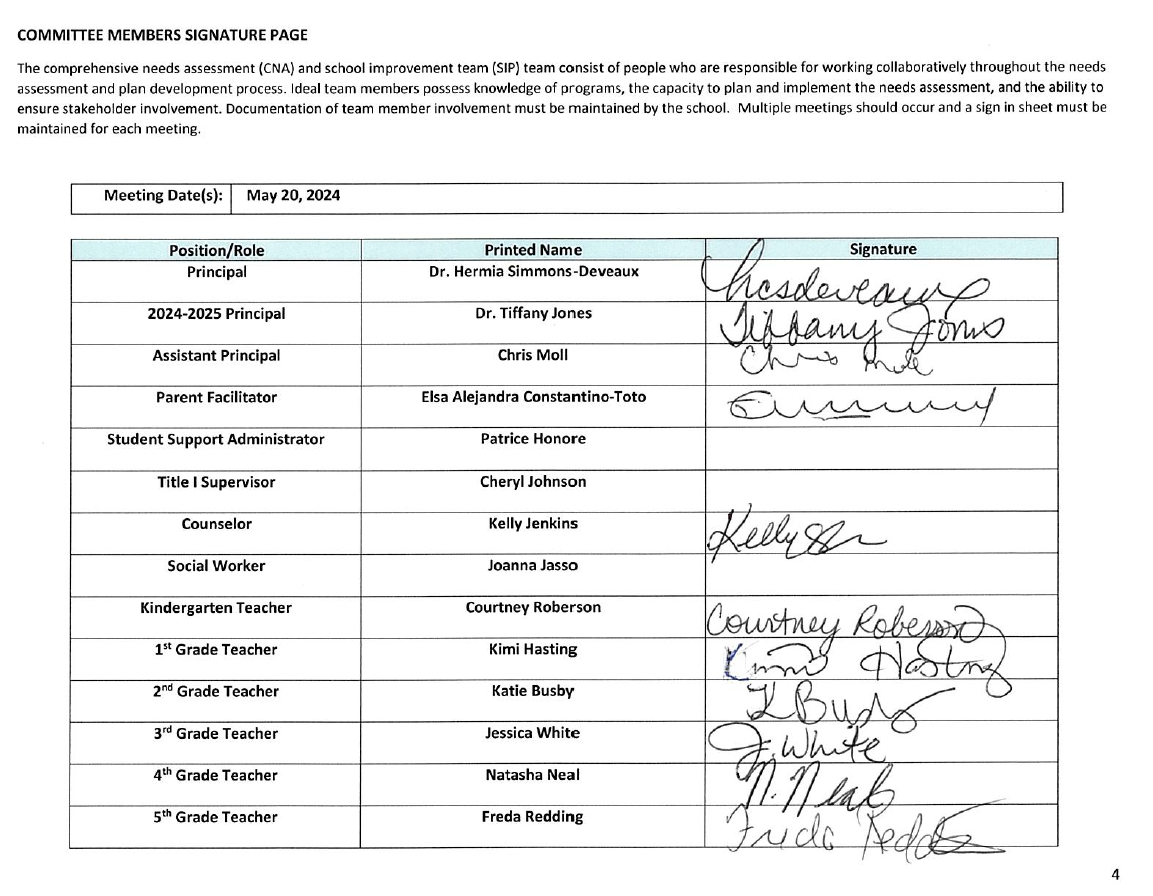 COMMITTEE MEMBERS SIGNATURE PAGE
The comprehensive needs assessment (CNA) and school improvement team (SIP) team consist of people who are responsible for working collaboratively throughout the needs
assessment and plan development process. Ideal team members possess knowledge of programs, the capacity to plan and implement the needs assessment, and the ability to
ensure stakeholder involvement. Documentation of team member involvement must be maintained by the school. Multiple meetings should occur and a sign in sheet must be
maintained for each meeting.
Meeting Date(s): May 20, 2024
Position/Role Printed Name Signature
Principal Dr. Hermia Simmons-Deveaux
2024-2025 Principal Dr. Tiffany Jones Tiffany Jones
Assistant Principal Chris Moll Chris
Parent Facilitator Elsa Alejandra Constantino-Toto
Student Support Administrator Patrice Honore
Title I Supervisor Cheryl Johnson
Counselor Kelly Jenkins Kelly
Social Worker Joanna Jasso
Kindergarten Teacher Courtney Roberson Courtney Roberson
1st Grade Teacher Kimi Hasting Kimi Hasting
2nd Grade Teacher Katie Busby K Busby
3rd Grade Teacher Jessica White J. White
4th Grade Teacher Natasha Neal N. Neal
5th Grade Teacher Freda Redding Freda
4